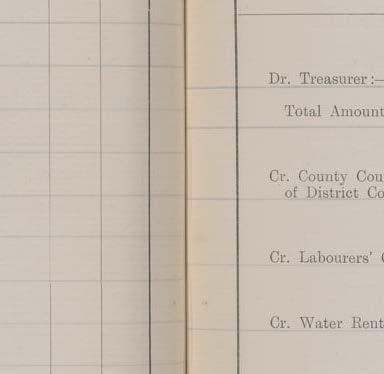 Dr. Treasurer:—
Total Amount
Cr. County Cou
of District Co
Cr. Labourers'
Cr. Water Rent